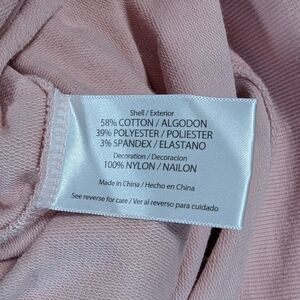 Shell / Exterior
58% COTTON / ALGODON
39% POLYESTER / POLIESTER
3% SPANDEX / ELASTANO
Decoration / Decoracion
100% NYLON / NAILON
Made in China / Hecho en China
See reverse for care / Ver al reverso para cuidado